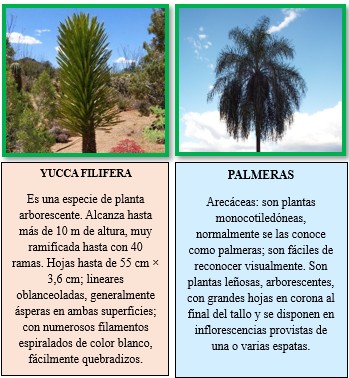 YUCCA FILIFERA
Es una especie de planta
arborescente. Alcanza hasta
más de 10 m de altura, muy
ramificada hasta con 40
ramas. Hojas hasta de 55 cm ×
3,6 cm; lineares
oblanceoladas, generalmente
ásperas en ambas superficies;
con numerosos filamentos
espiralados de color blanco,
fácilmente quebradizos.
PALMERAS
Arecáceas: son plantas
monocotiledóneas,
normalmente se las conoce
como palmeras; son fáciles de
reconocer visualmente. Son
plantas leñosas, arborescentes,
con grandes hojas en corona al
final del tallo y se disponen en
inflorescencias provistas de
una o varias espatas.